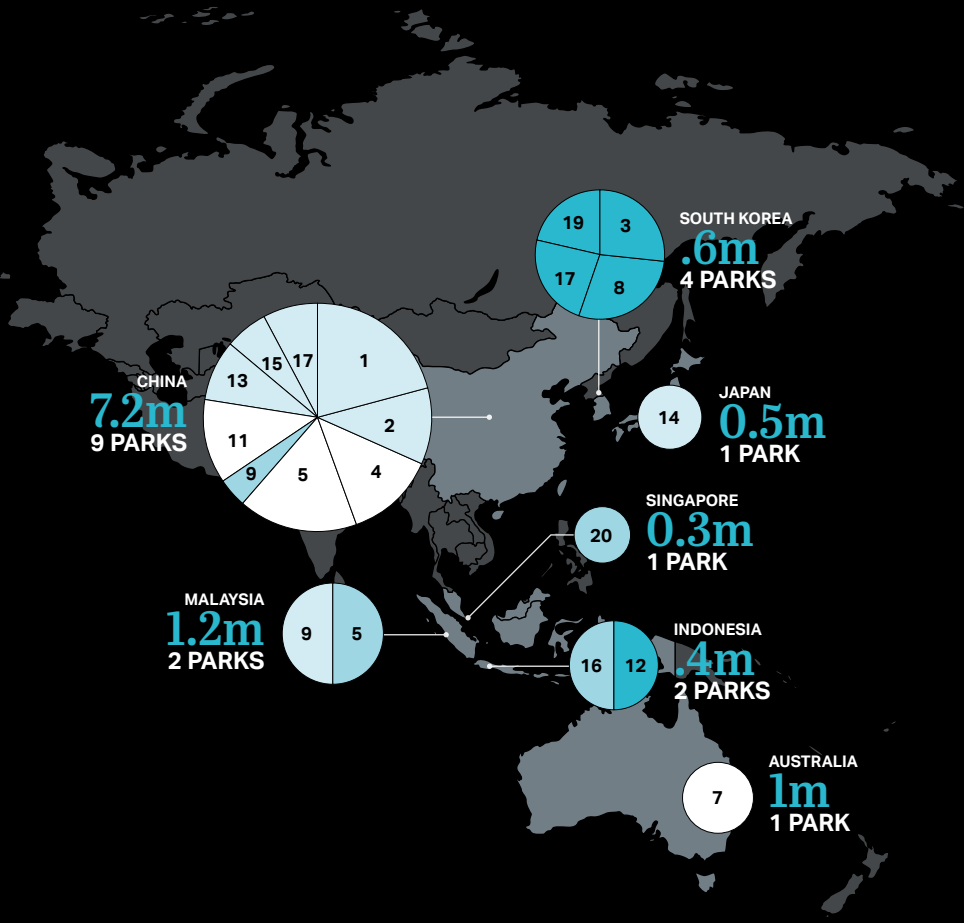 SOUTH KOREA
.6m
4 PARKS
19
3
17
8
CHINA
7.2m
9 PARKS
1
2
4
5
9
11
13
15
17
JAPAN
0.5m
1 PARK
14
SINGAPORE
0.3m
1 PARK
20
MALAYSIA
1.2m
2 PARKS
9
5
INDONESIA
.4m
2 PARKS
16
12
AUSTRALIA
1m
1 PARK
7